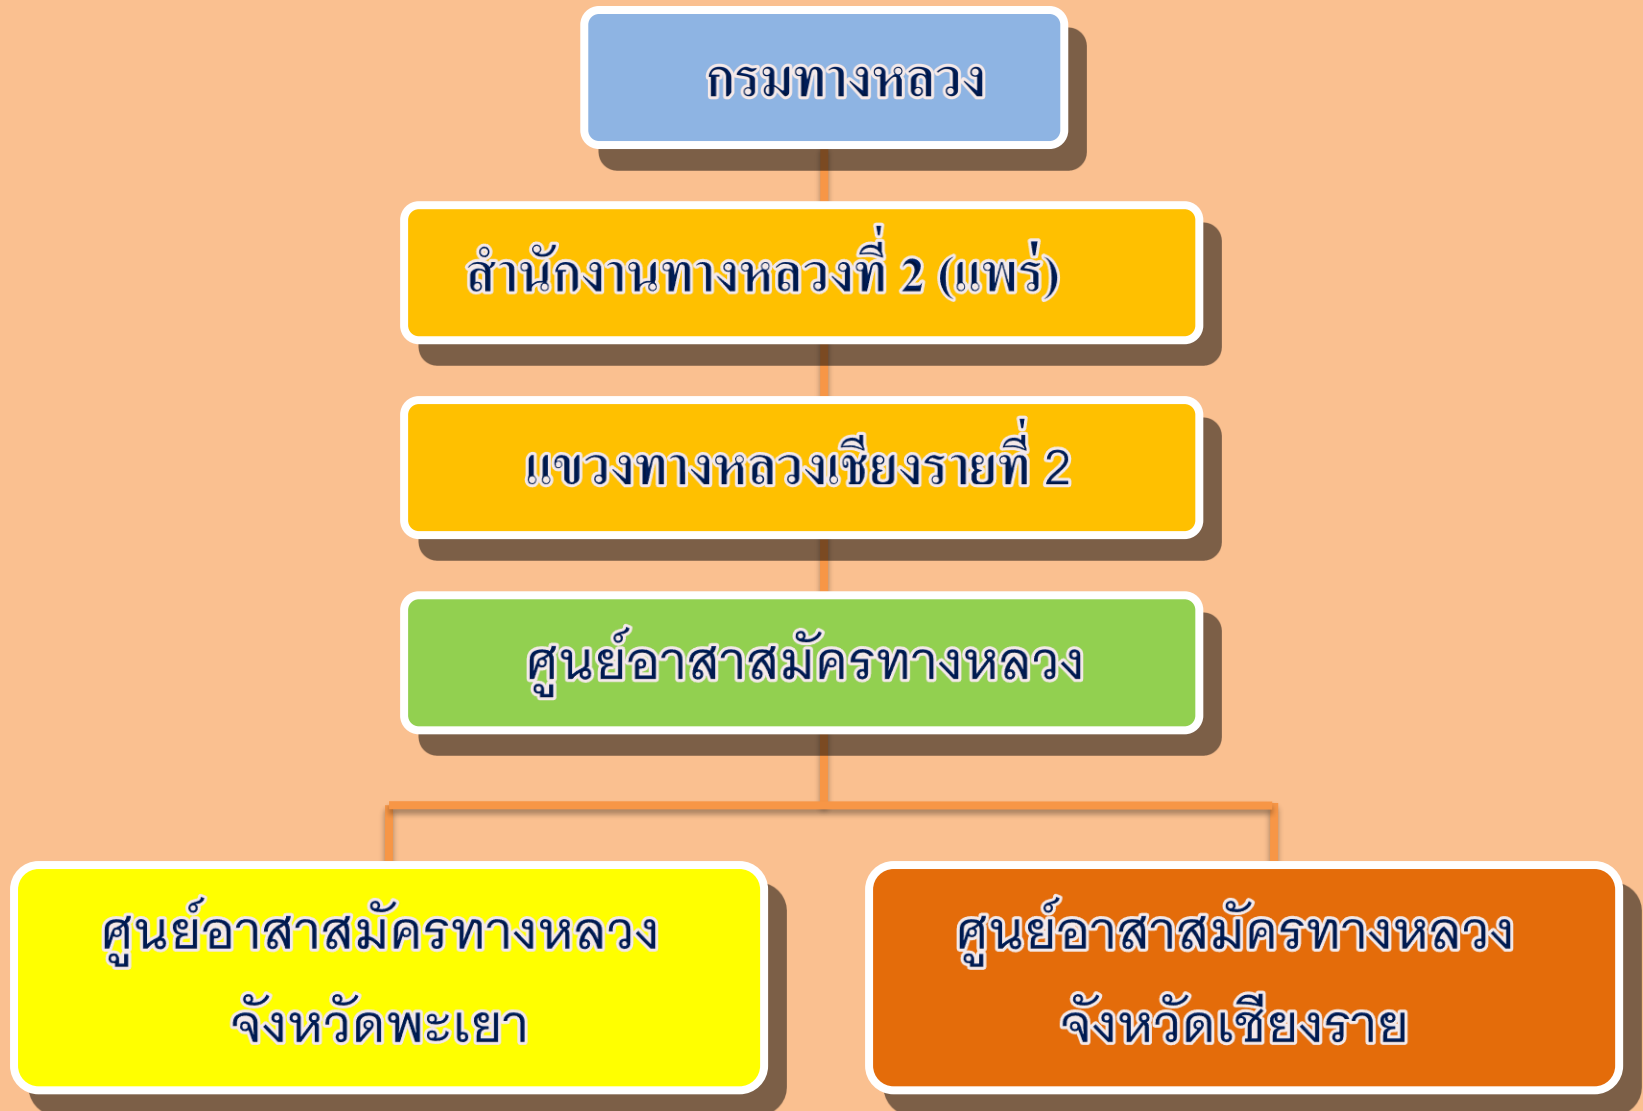 กรมทางหลวง
สำนักงานทางหลวงที่ 2 (แพร่)
แขวงทางหลวงเชียงรายที่ 2
ศูนย์อาสาสมัครทางหลวง
ศูนย์อาสาสมัครทางหลวง
จังหวัดพะเยา
ศูนย์อาสาสมัครทางหลวง
จังหวัดเชียงราย